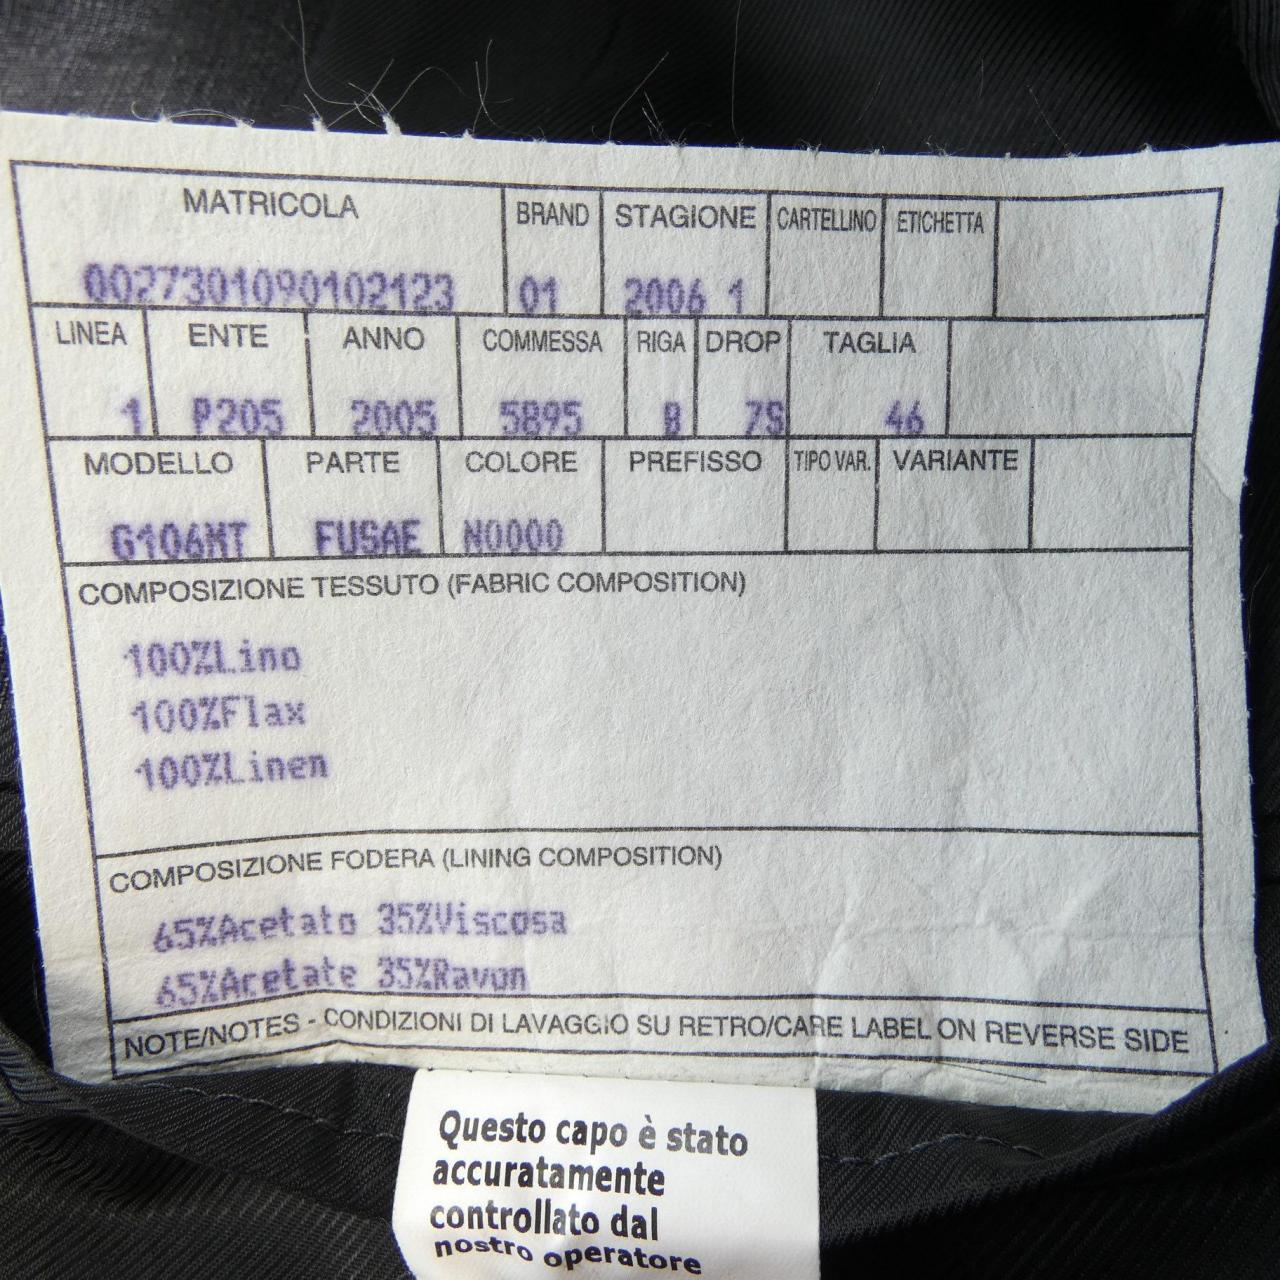 MATRICOLA BRAND STAGIONE CARTELLINO ETICHETTA
0027301090102123 01 2006 1
LINEA ENTE ANNO COMMESSA RIGA DROP TAGLIA
1 P205 2005 5895 B 7S 46
MODELLO PARTE COLORE PREFISSO TIPO VAR. VARIANTE
G106MT FUSAE N0000
COMPOSIZIONE TESSUTO (FABRIC COMPOSITION)
100%Lino
100%Flax
100%Linen
COMPOSIZIONE FODERA (LINING COMPOSITION)
65%Acetato 35%Viscosa
65%Acetate 35%Rayon
NOTE/NOTES - CONDIZIONI DI LAVAGGIO SU RETRO/CARE LABEL ON REVERSE SIDE
Questo capo è stato
accuratamente
controllato dal
nostro operatore